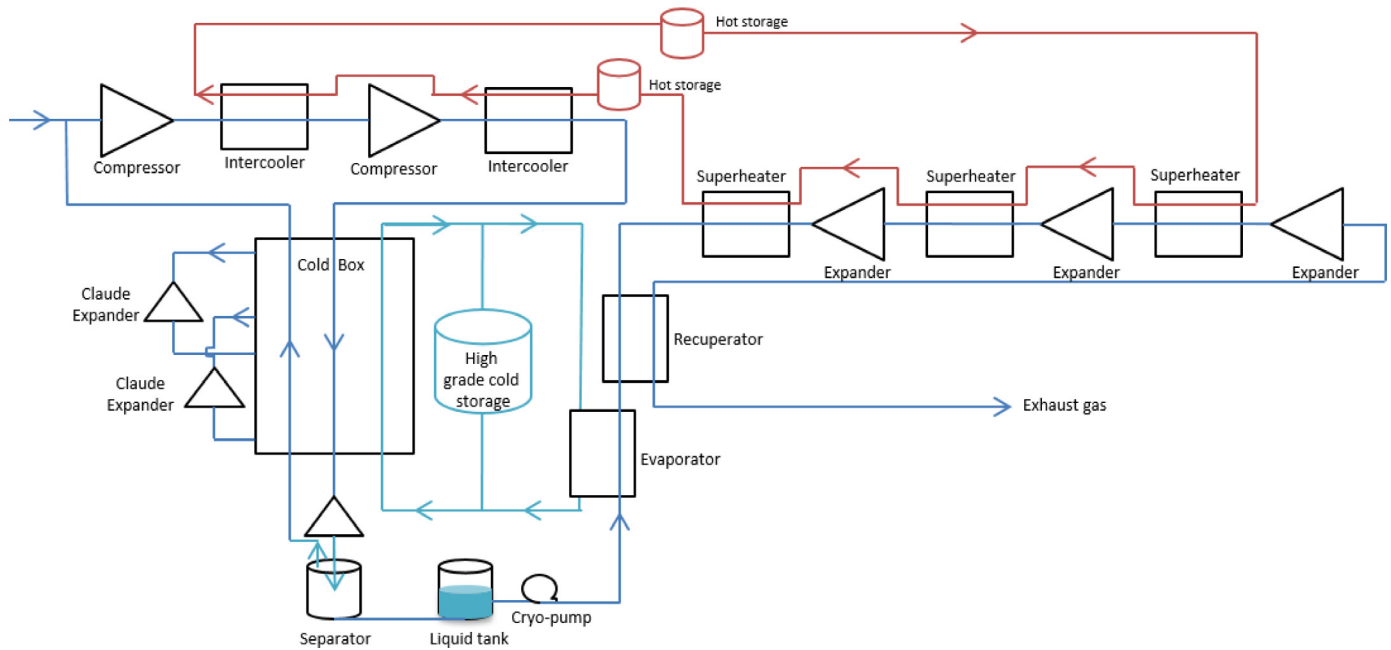 Hot storage
Hot storage
Compressor
Intercooler
Compressor
Intercooler
Superheater
Superheater
Superheater
Expander
Expander
Expander
Cold Box
Claude
Expander
Claude
Expander
High
grade cold
storage
Recuperator
Exhaust gas
Evaporator
Separator
Liquid tank
Cryo-pump